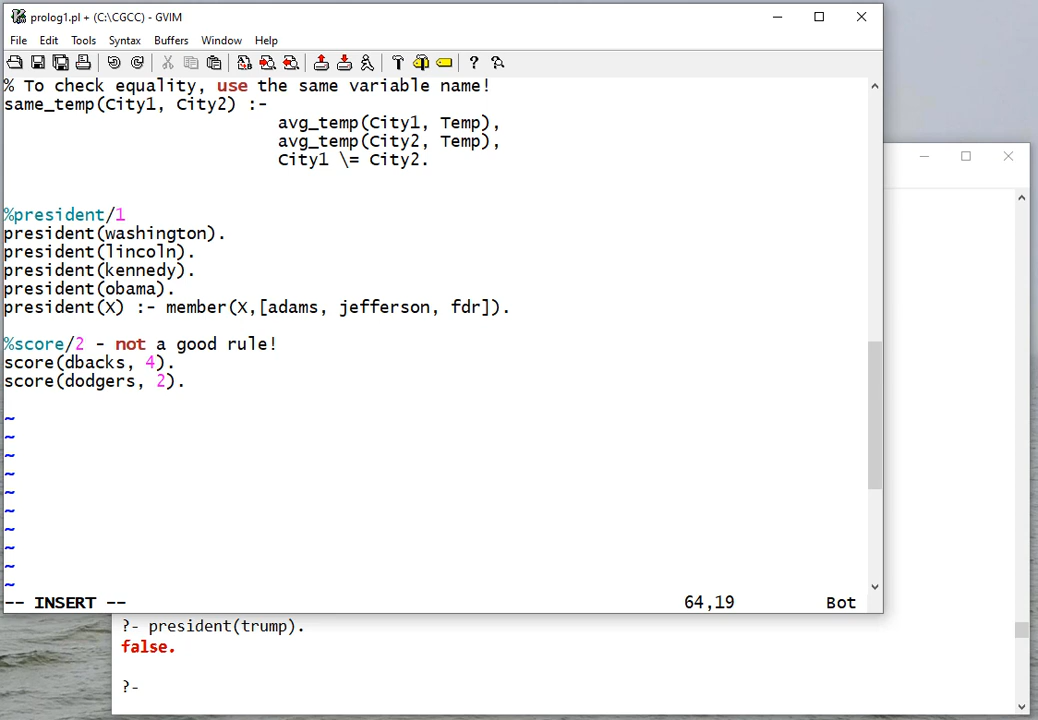 prolog1.pl + (C:\CGCC) - GVIM
File Edit Tools Syntax Buffers Window Help
% To check equality, use the same variable name!
same_temp(City1, City2) :-
avg_temp(City1, Temp),
avg_temp(City2, Temp),
City1 \= City2.
%president/1
president(washington).
president(lincoln).
president(kennedy).
president(obama).
president(X) :- member(X,[adams, jefferson, fdr]).
%score/2 - not a good rule!
score(dbacks, 4).
score(dodgers, 2).
~
~
~
~
~
~
~
~
~
~
-- INSERT -- 64,19 Bot
?- president(trump).
false.
?-